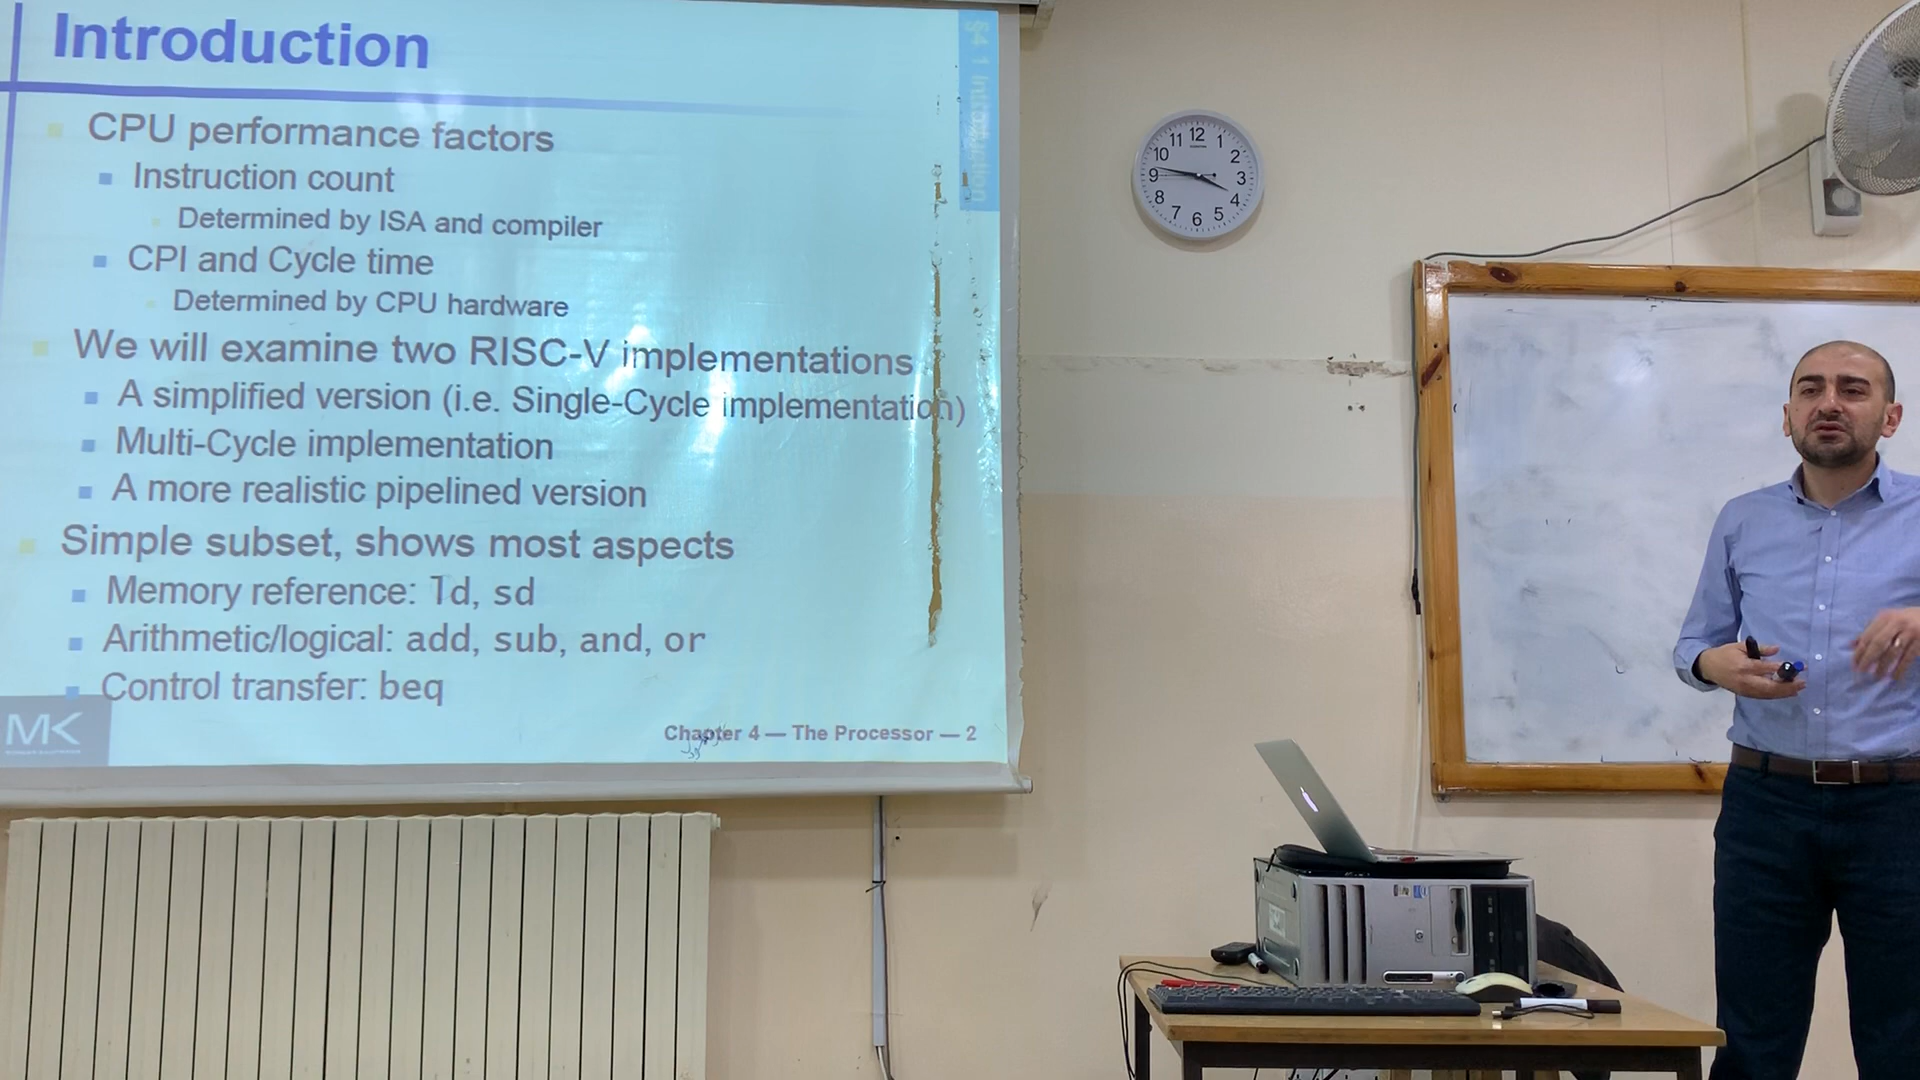 Introduction
CPU performance factors
Instruction count
Determined by ISA and compiler
CPI and Cycle time
Determined by CPU hardware
We will examine two RISC-V implementations
A simplified version (i.e. Single-Cycle implementation)
Multi-Cycle implementation
A more realistic pipelined version
Simple subset, shows most aspects
Memory reference: ld, sd
Arithmetic/logical: add, sub, and, or
Control transfer: beq
MK
Chapter 4 — The Processor — 2
§4.1 Introduction
12
1
2
3
4
5
6
7
8
9
10
11